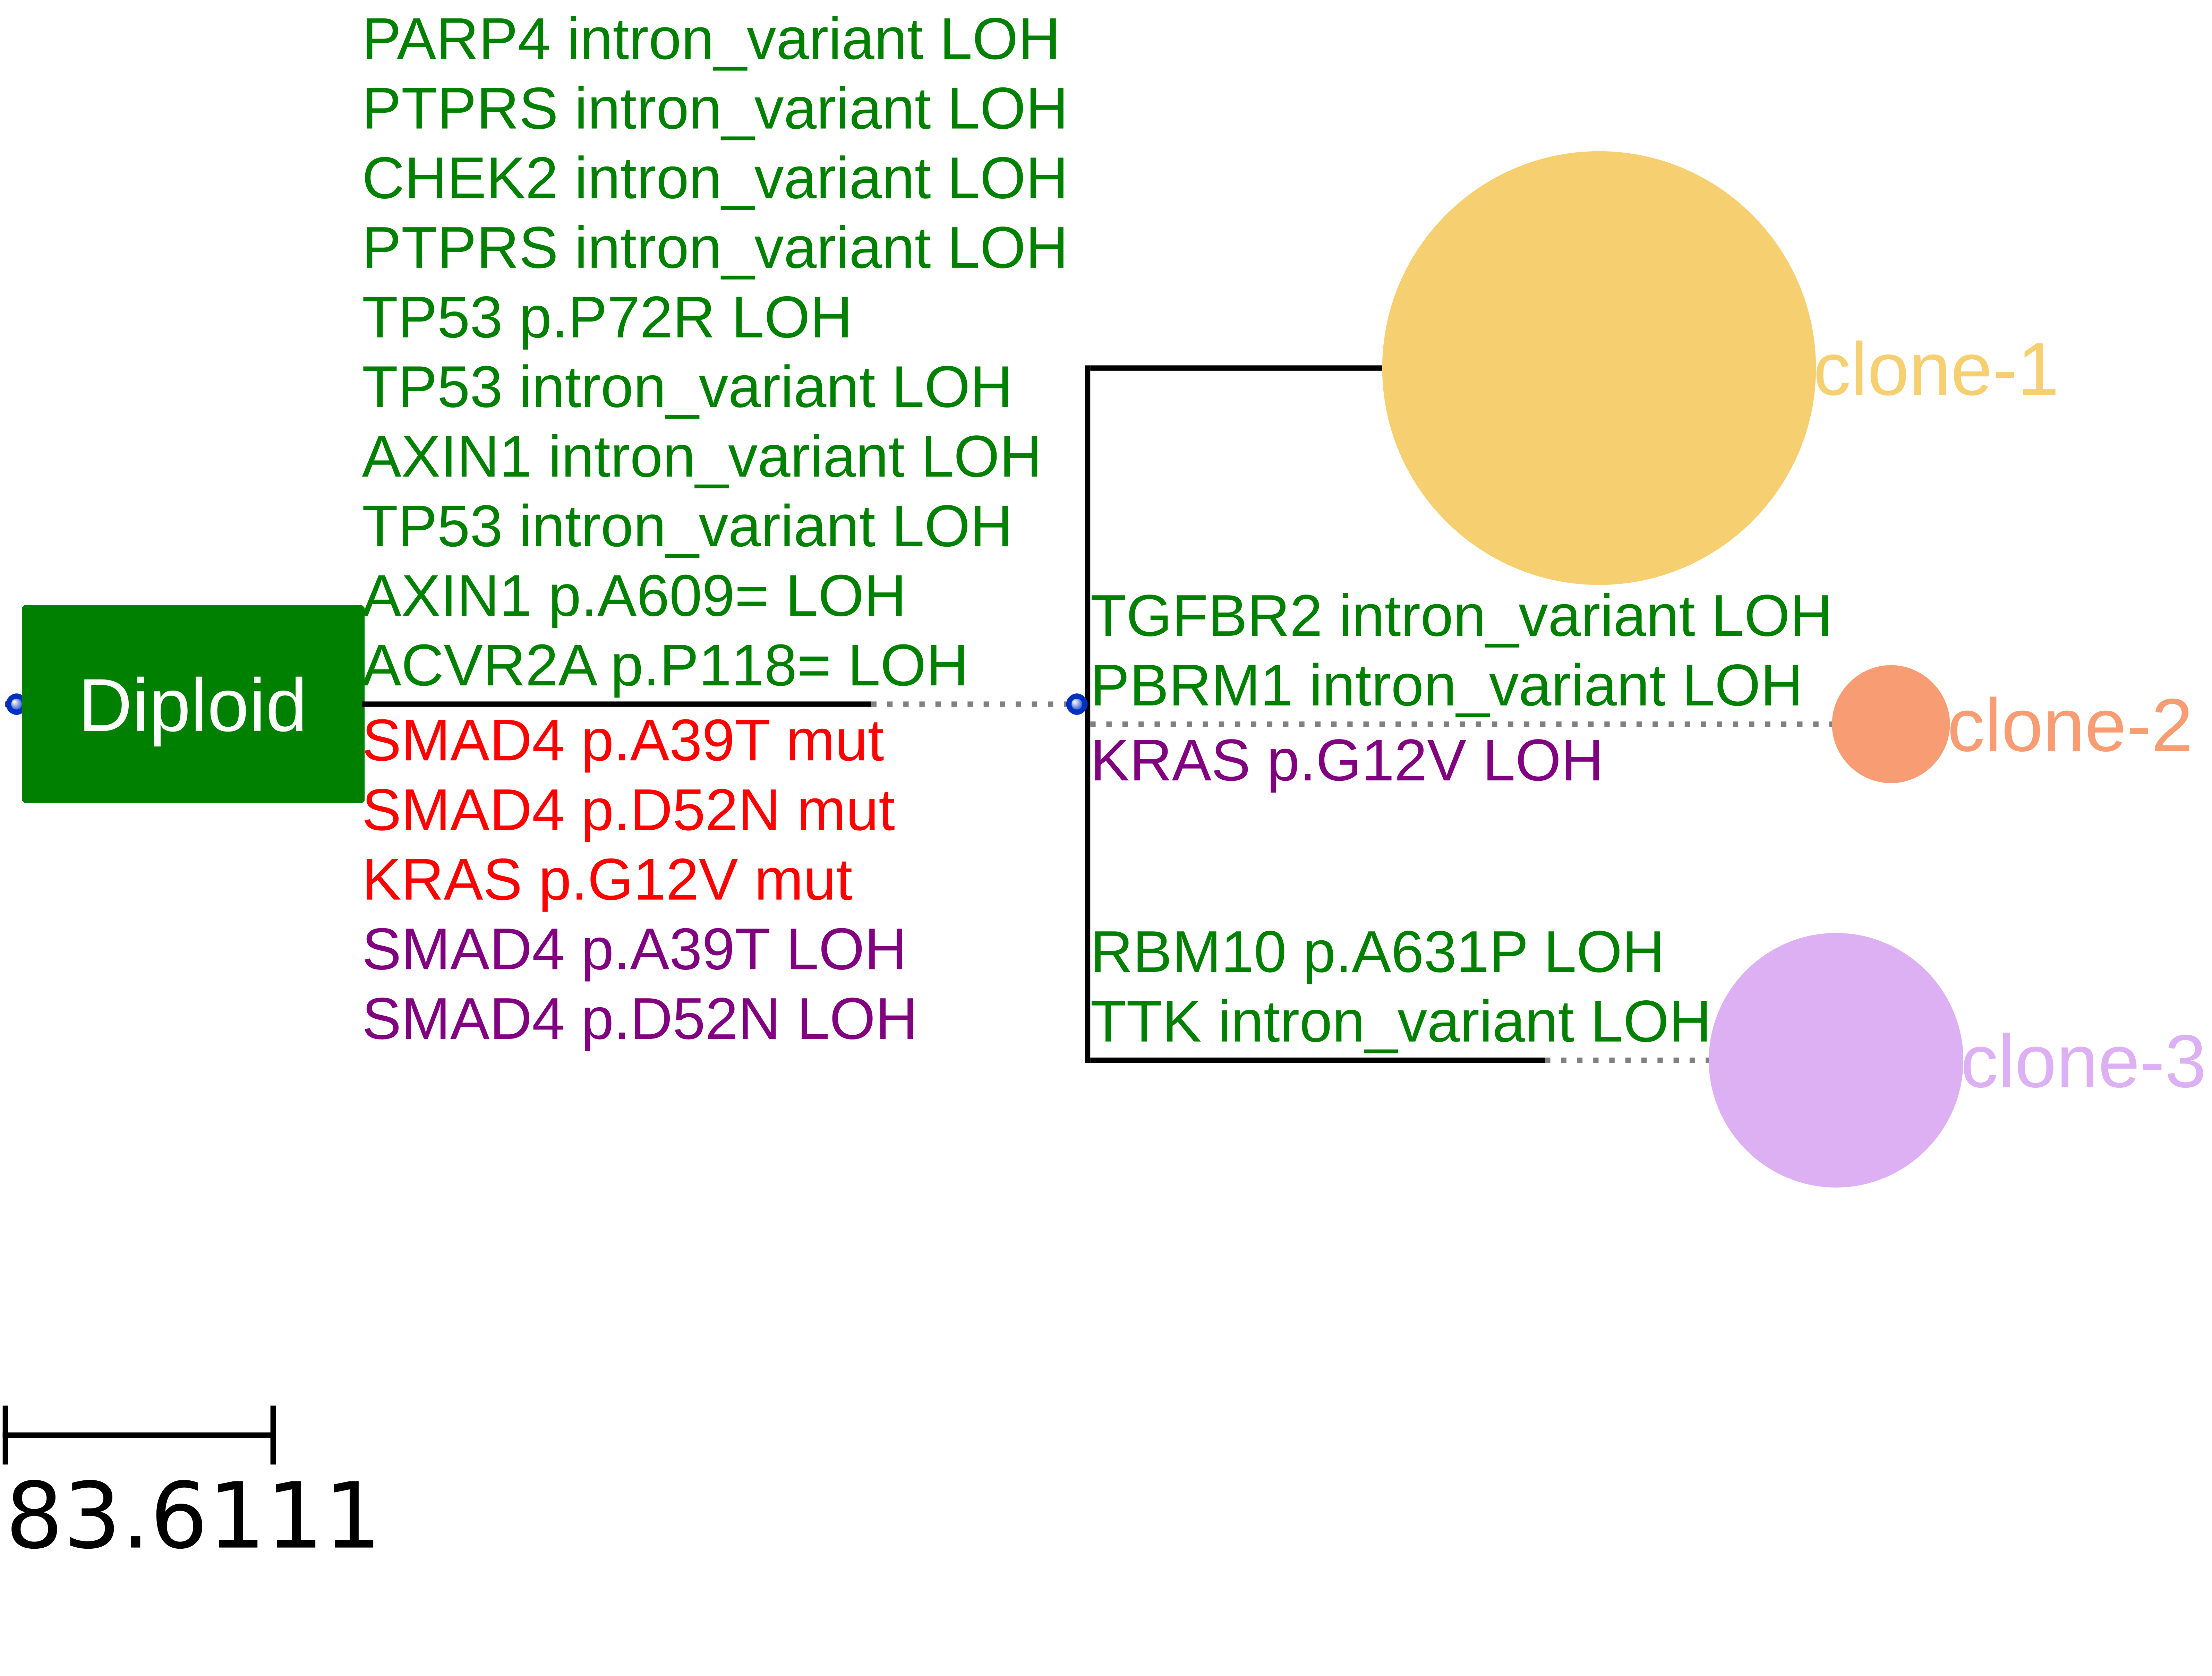 PARP4 intron_variant LOH
PTPRS intron_variant LOH
CHEK2 intron_variant LOH
PTPRS intron_variant LOH
TP53 p.P72R LOH
TP53 intron_variant LOH
AXIN1 intron_variant LOH
TP53 intron_variant LOH
AXIN1 p.A609= LOH
ACVR2A p.P118= LOH
Diploid
SMAD4 p.A39T mut
SMAD4 p.D52N mut
KRAS p.G12V mut
SMAD4 p.A39T LOH
SMAD4 p.D52N LOH
clone-1
TGFBR2 intron_variant LOH
PBRM1 intron_variant LOH
KRAS p.G12V LOH
clone-2
RBM10 p.A631P LOH
TTK intron_variant LOH
clone-3
83.6111